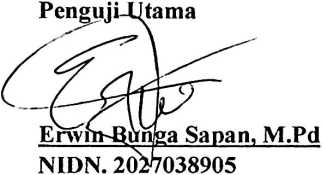 Penguji Utama
Erwin Bunga Sapan, M.Pd
NIDN. 2027038905